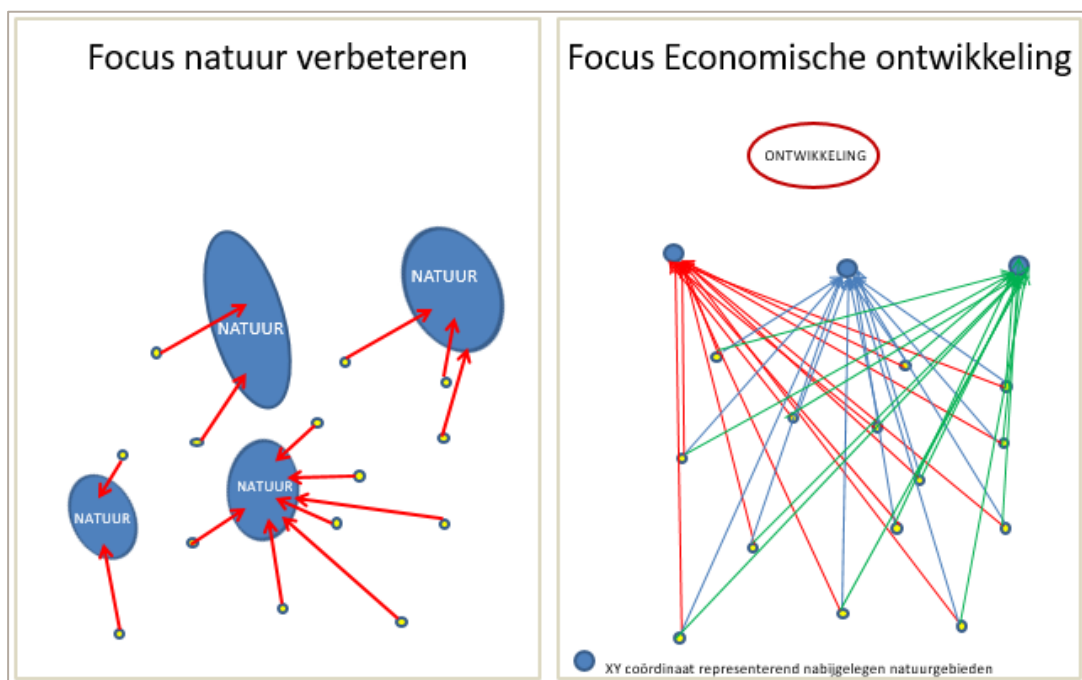 Focus natuur verbeteren
NATUUR
NATUUR
NATUUR
NATUUR
Focus Economische ontwikkeling
ONTWIKKELING
XY coördinaat representerend nabijgelegen natuurgebieden